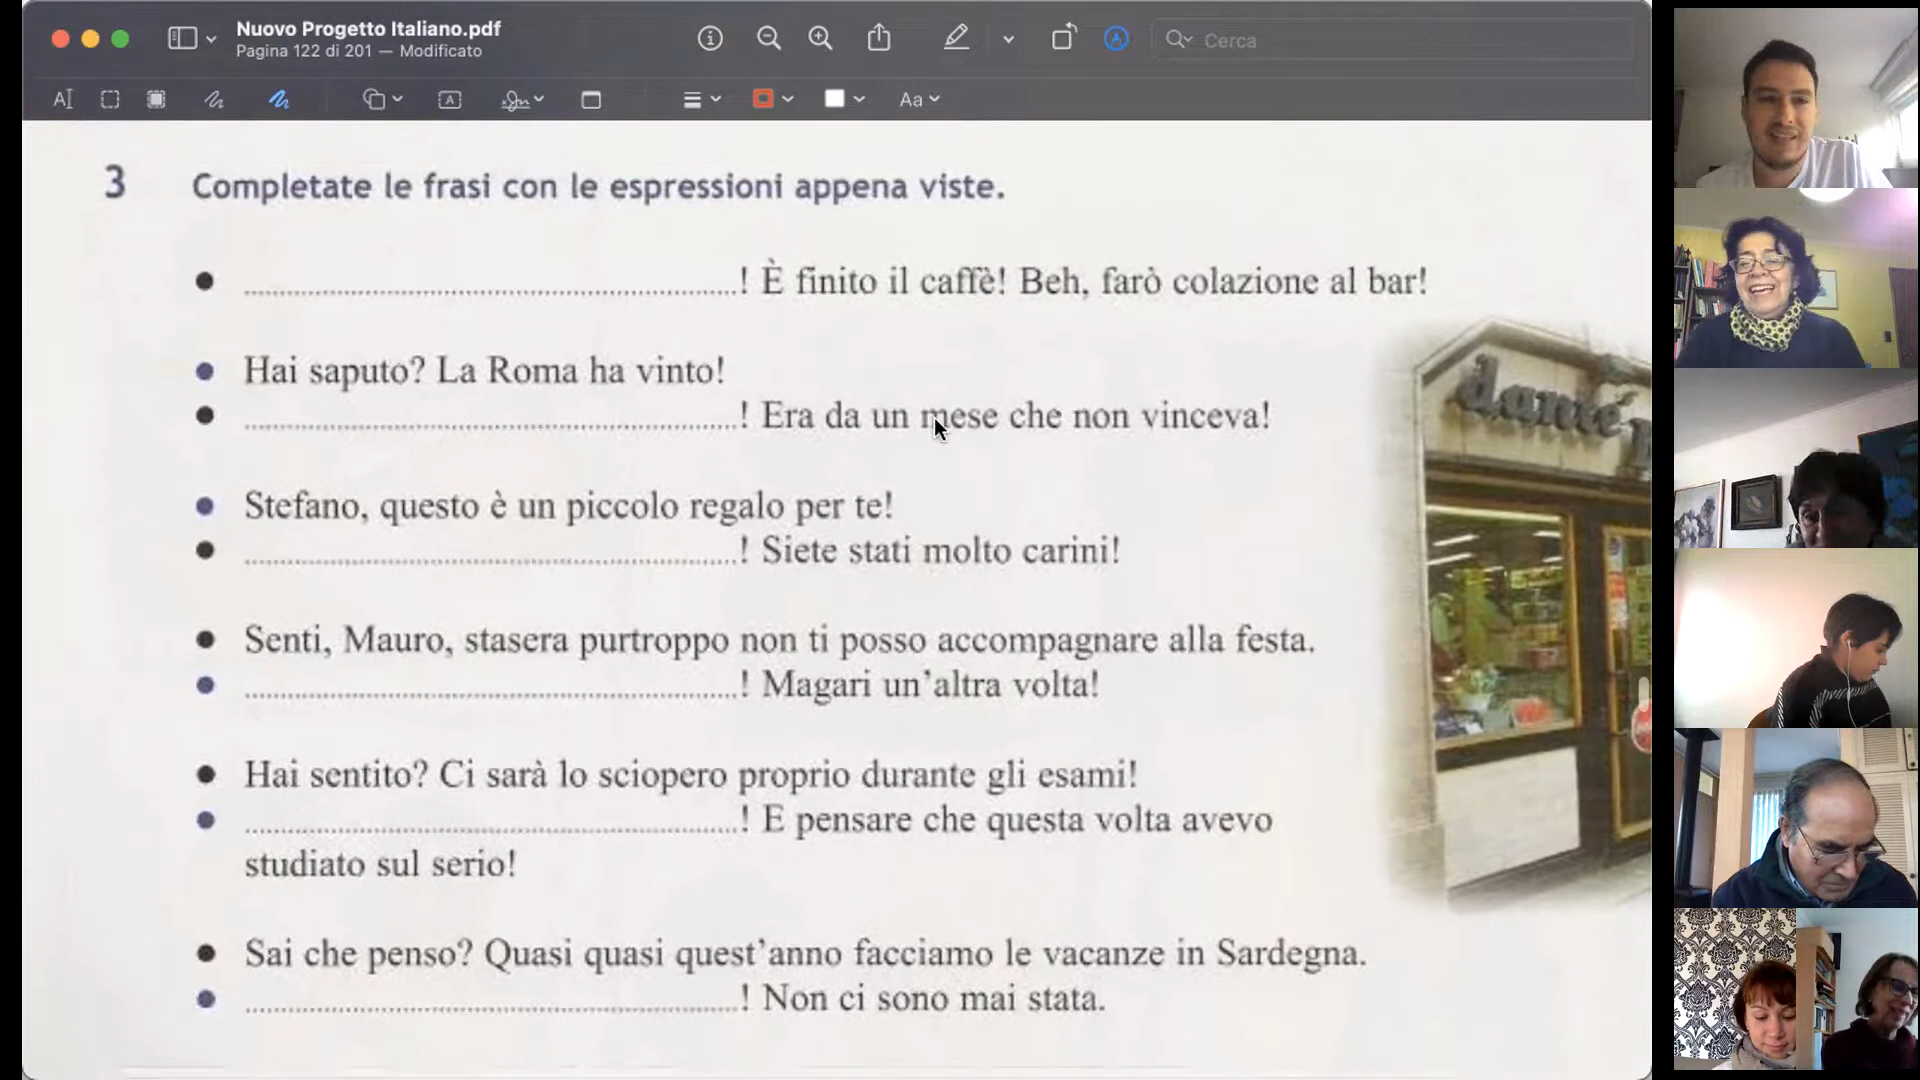 Nuovo Progetto Italiano.pdf
Pagina 122 di 201 — Modificato
Cerca
AI
A
A
Aa
3 Completate le frasi con le espressioni appena viste.
● ............................................................! È finito il caffè! Beh, farò colazione al bar!
● Hai saputo? La Roma ha vinto!
● ............................................................! Era da un mese che non vinceva!
● Stefano, questo è un piccolo regalo per te!
● ............................................................! Siete stati molto carini!
● Senti, Mauro, stasera purtroppo non ti posso accompagnare alla festa.
● ............................................................! Magari un'altra volta!
● Hai sentito? Ci sarà lo sciopero proprio durante gli esami!
● ............................................................! E pensare che questa volta avevo
studiato sul serio!
● Sai che penso? Quasi quasi quest'anno facciamo le vacanze in Sardegna.
● ............................................................! Non ci sono mai stata.
dante